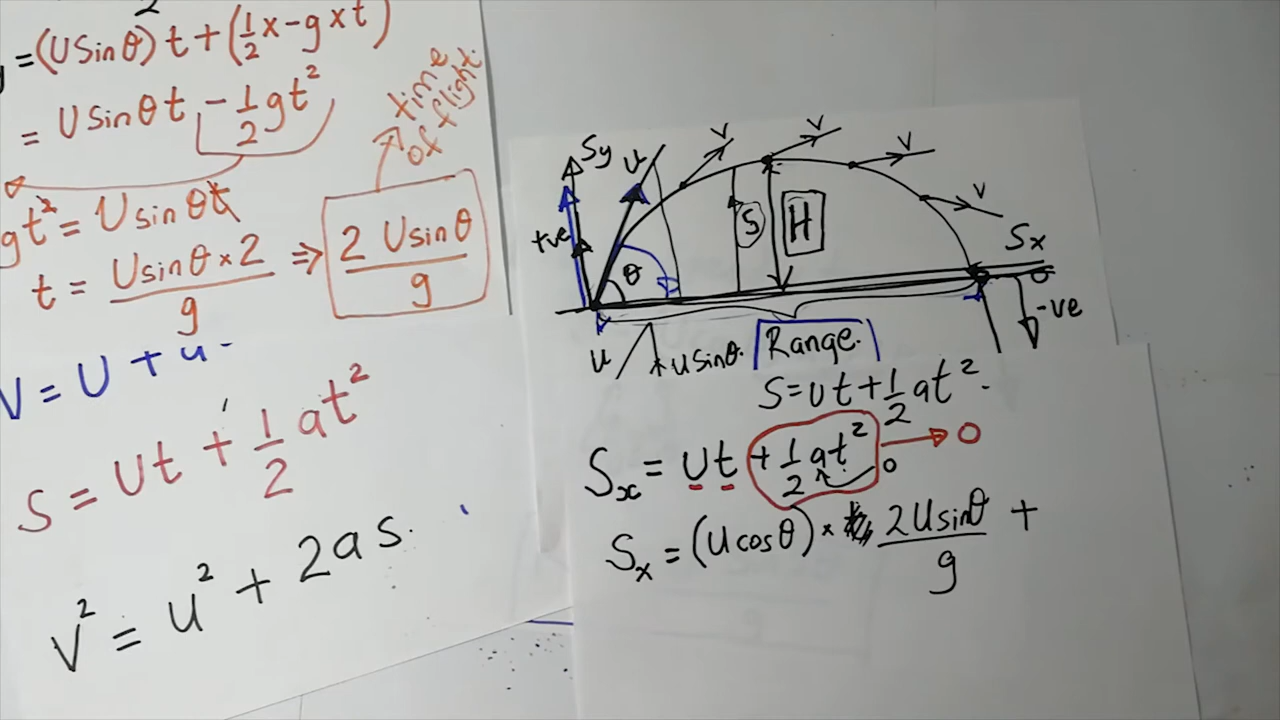 2
y =(USinθ)t+(½x-gxt)
= USinθt -½gt²
time
of flight
gt² = Usinθt
t = Usinθ×2/g ⇒ 2Usinθ/g
V = U + u
S = Ut + ½at²
V² = u² + 2as.
Sy
u
V
V
V
V
+ve
θ
S
H
Sx
-ve
u
usinθ.
Range.
S=ut+½at².
Sx = ut +½at² → 0
0
Sx = (ucosθ) × 2Usinθ/g +